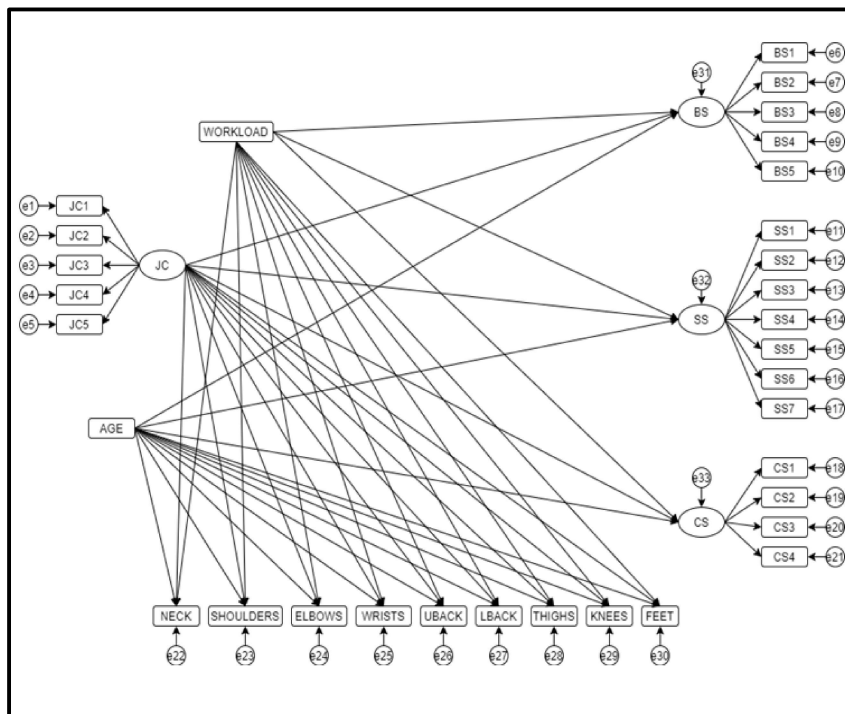 BS1
e6
e31
BS2
e7
BS
BS3
e8
WORKLOAD
BS4
e9
BS5
e10
e1
JC1
SS1
e11
e2
JC2
SS2
e12
e3
JC3
JC
e32
SS3
e13
e4
JC4
SS
SS4
e14
e5
JC5
SS5
e15
SS6
e16
SS7
e17
AGE
CS1
e18
e33
CS2
e19
CS
CS3
e20
CS4
e21
NECK
SHOULDERS
ELBOWS
WRISTS
UBACK
LBACK
THIGHS
KNEES
FEET
e22
e23
e24
e25
e26
e27
e28
e29
e30